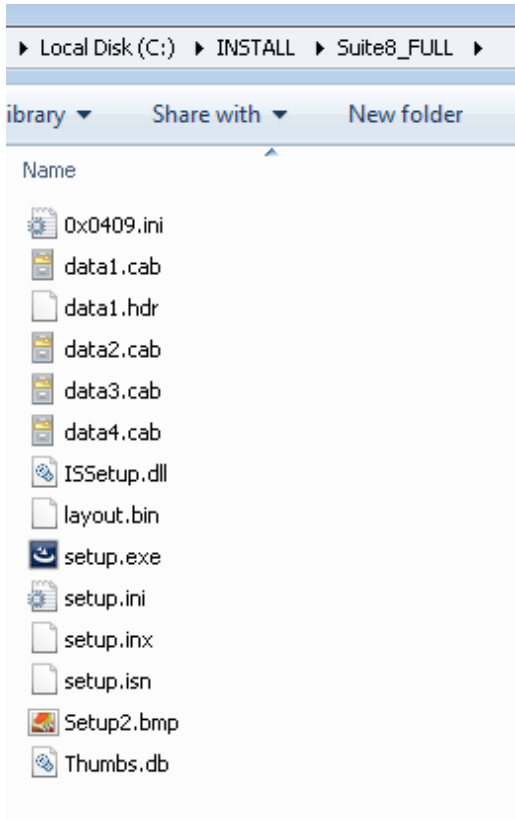 Local Disk (C:) INSTALL Suite8_FULL
ibrary Share with New folder
Name
0x0409.ini
data1.cab
data1.hdr
data2.cab
data3.cab
data4.cab
ISSetup.dll
layout.bin
setup.exe
setup.ini
setup.inx
setup.isn
Setup2.bmp
Thumbs.db